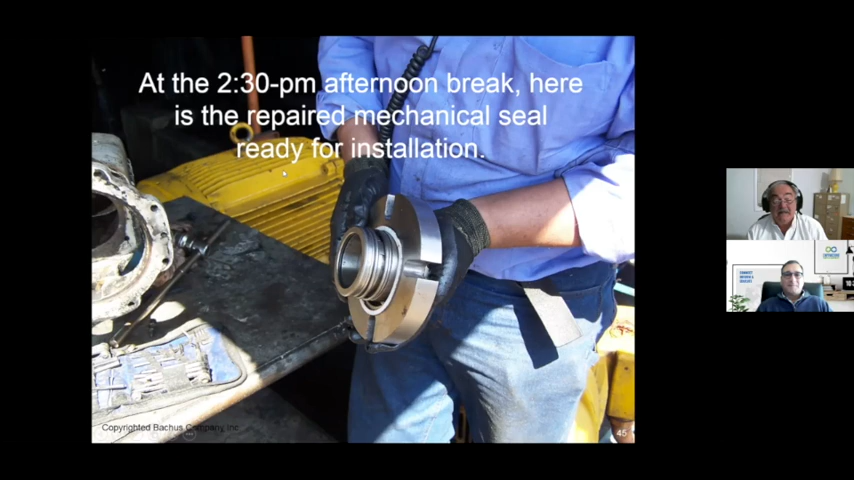 At the 2:30-pm afternoon break, here
is the repaired mechanical seal
ready for installation.
Copyrighted Bachus Company, Inc
45